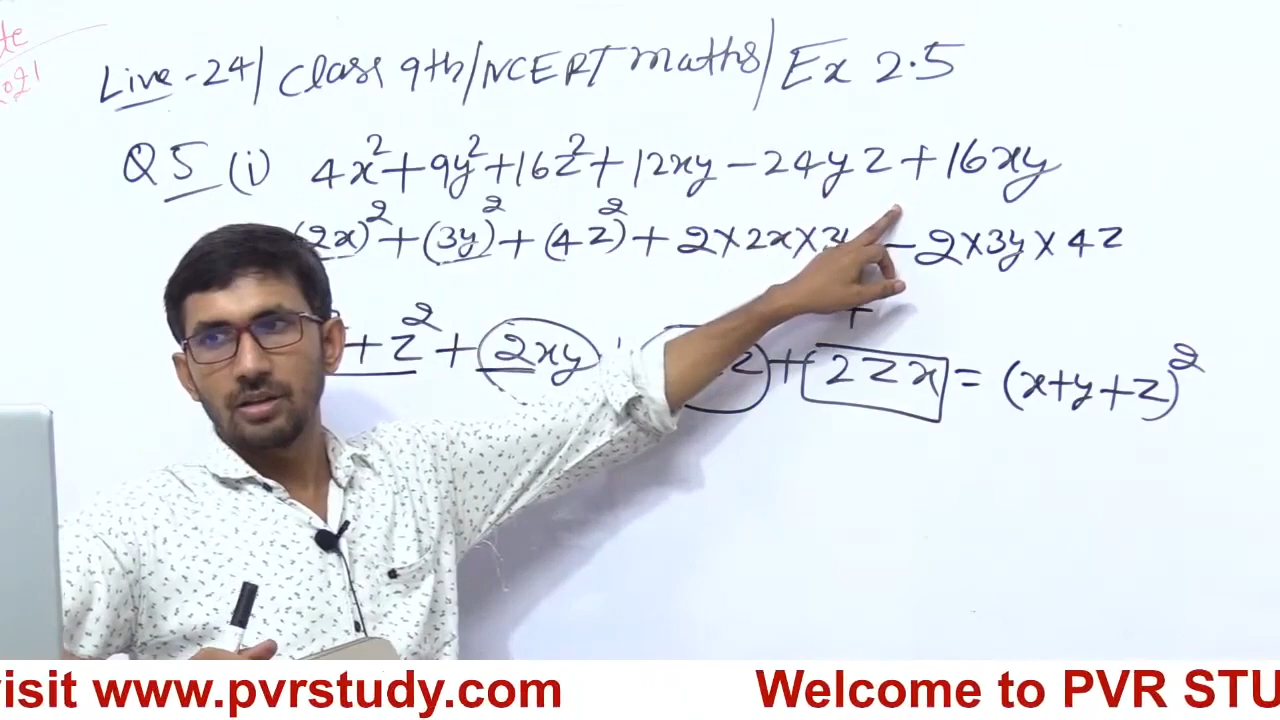 Live - 24 / Class 9th / NCERT maths / Ex 2.5
Q5 (i) 4x² + 9y² + 16z² + 12xy - 24yz + 16xy
(2x)² + (3y)² + (4z)² + 2×2x×3y - 2×3y×4z
+
+ z² + 2xy + z + 2zx = (x+y+z)²
visit www.pvrstudy.com Welcome to PVR STU